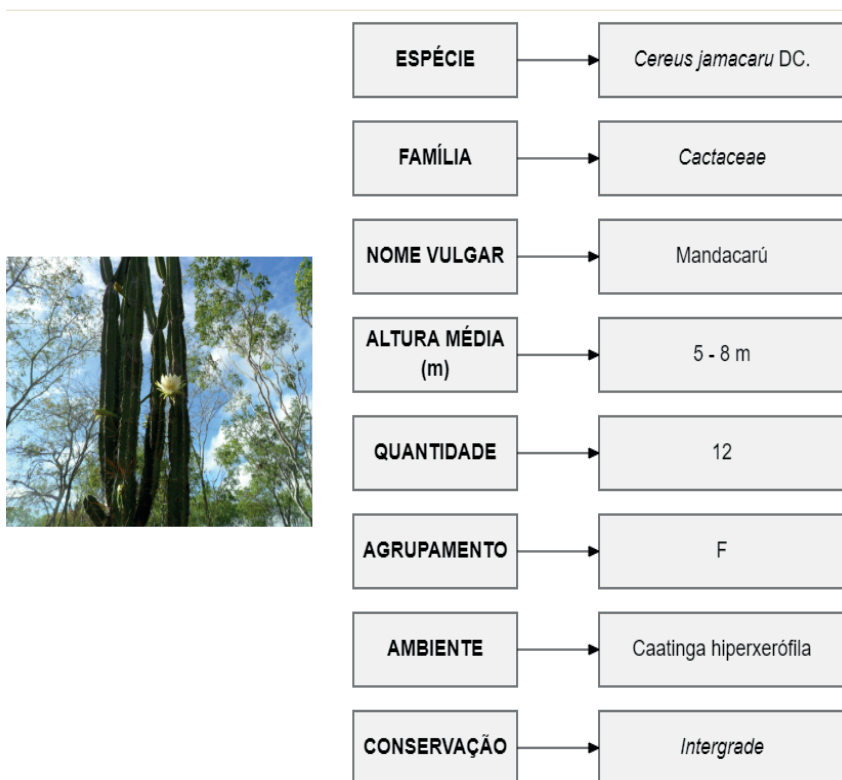 ESPÉCIE
Cereus jamacaru DC.
FAMÍLIA
Cactaceae
NOME VULGAR
Mandacarú
ALTURA MÉDIA
(m)
5 - 8 m
QUANTIDADE
12
AGRUPAMENTO
F
AMBIENTE
Caatinga hiperxerófila
CONSERVAÇÃO
Intergrade